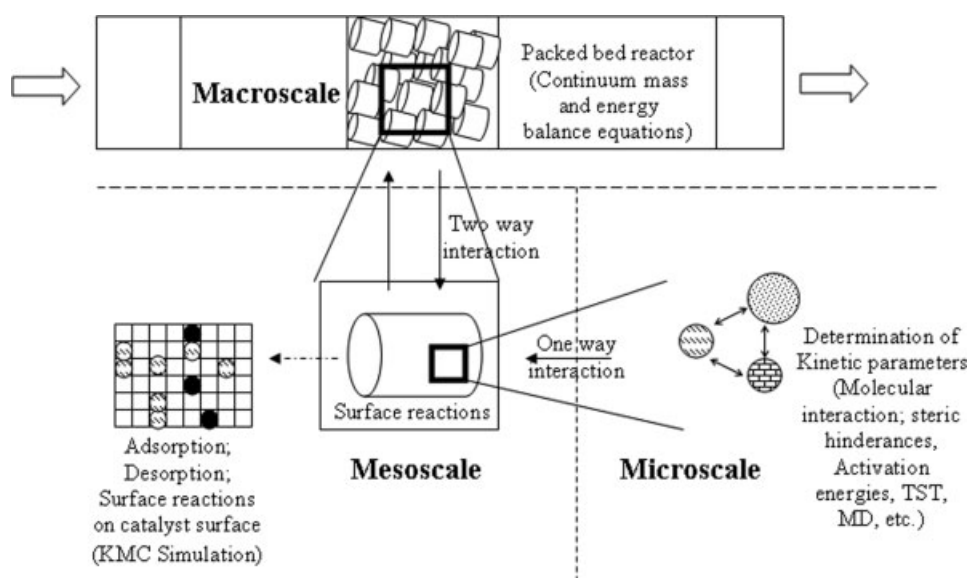 Macroscale
Packed bed reactor
(Continuum mass
and energy
balance equations)
Two way
interaction
One way
interaction
Surface reactions
Mesoscale
Adsorption;
Desorption;
Surface reactions
on catalyst surface
(KMC Simulation)
Microscale
Determination of
Kinetic parameters
(Molecular
interaction; steric
hinderances,
Activation
energies, TST,
MD, etc.)